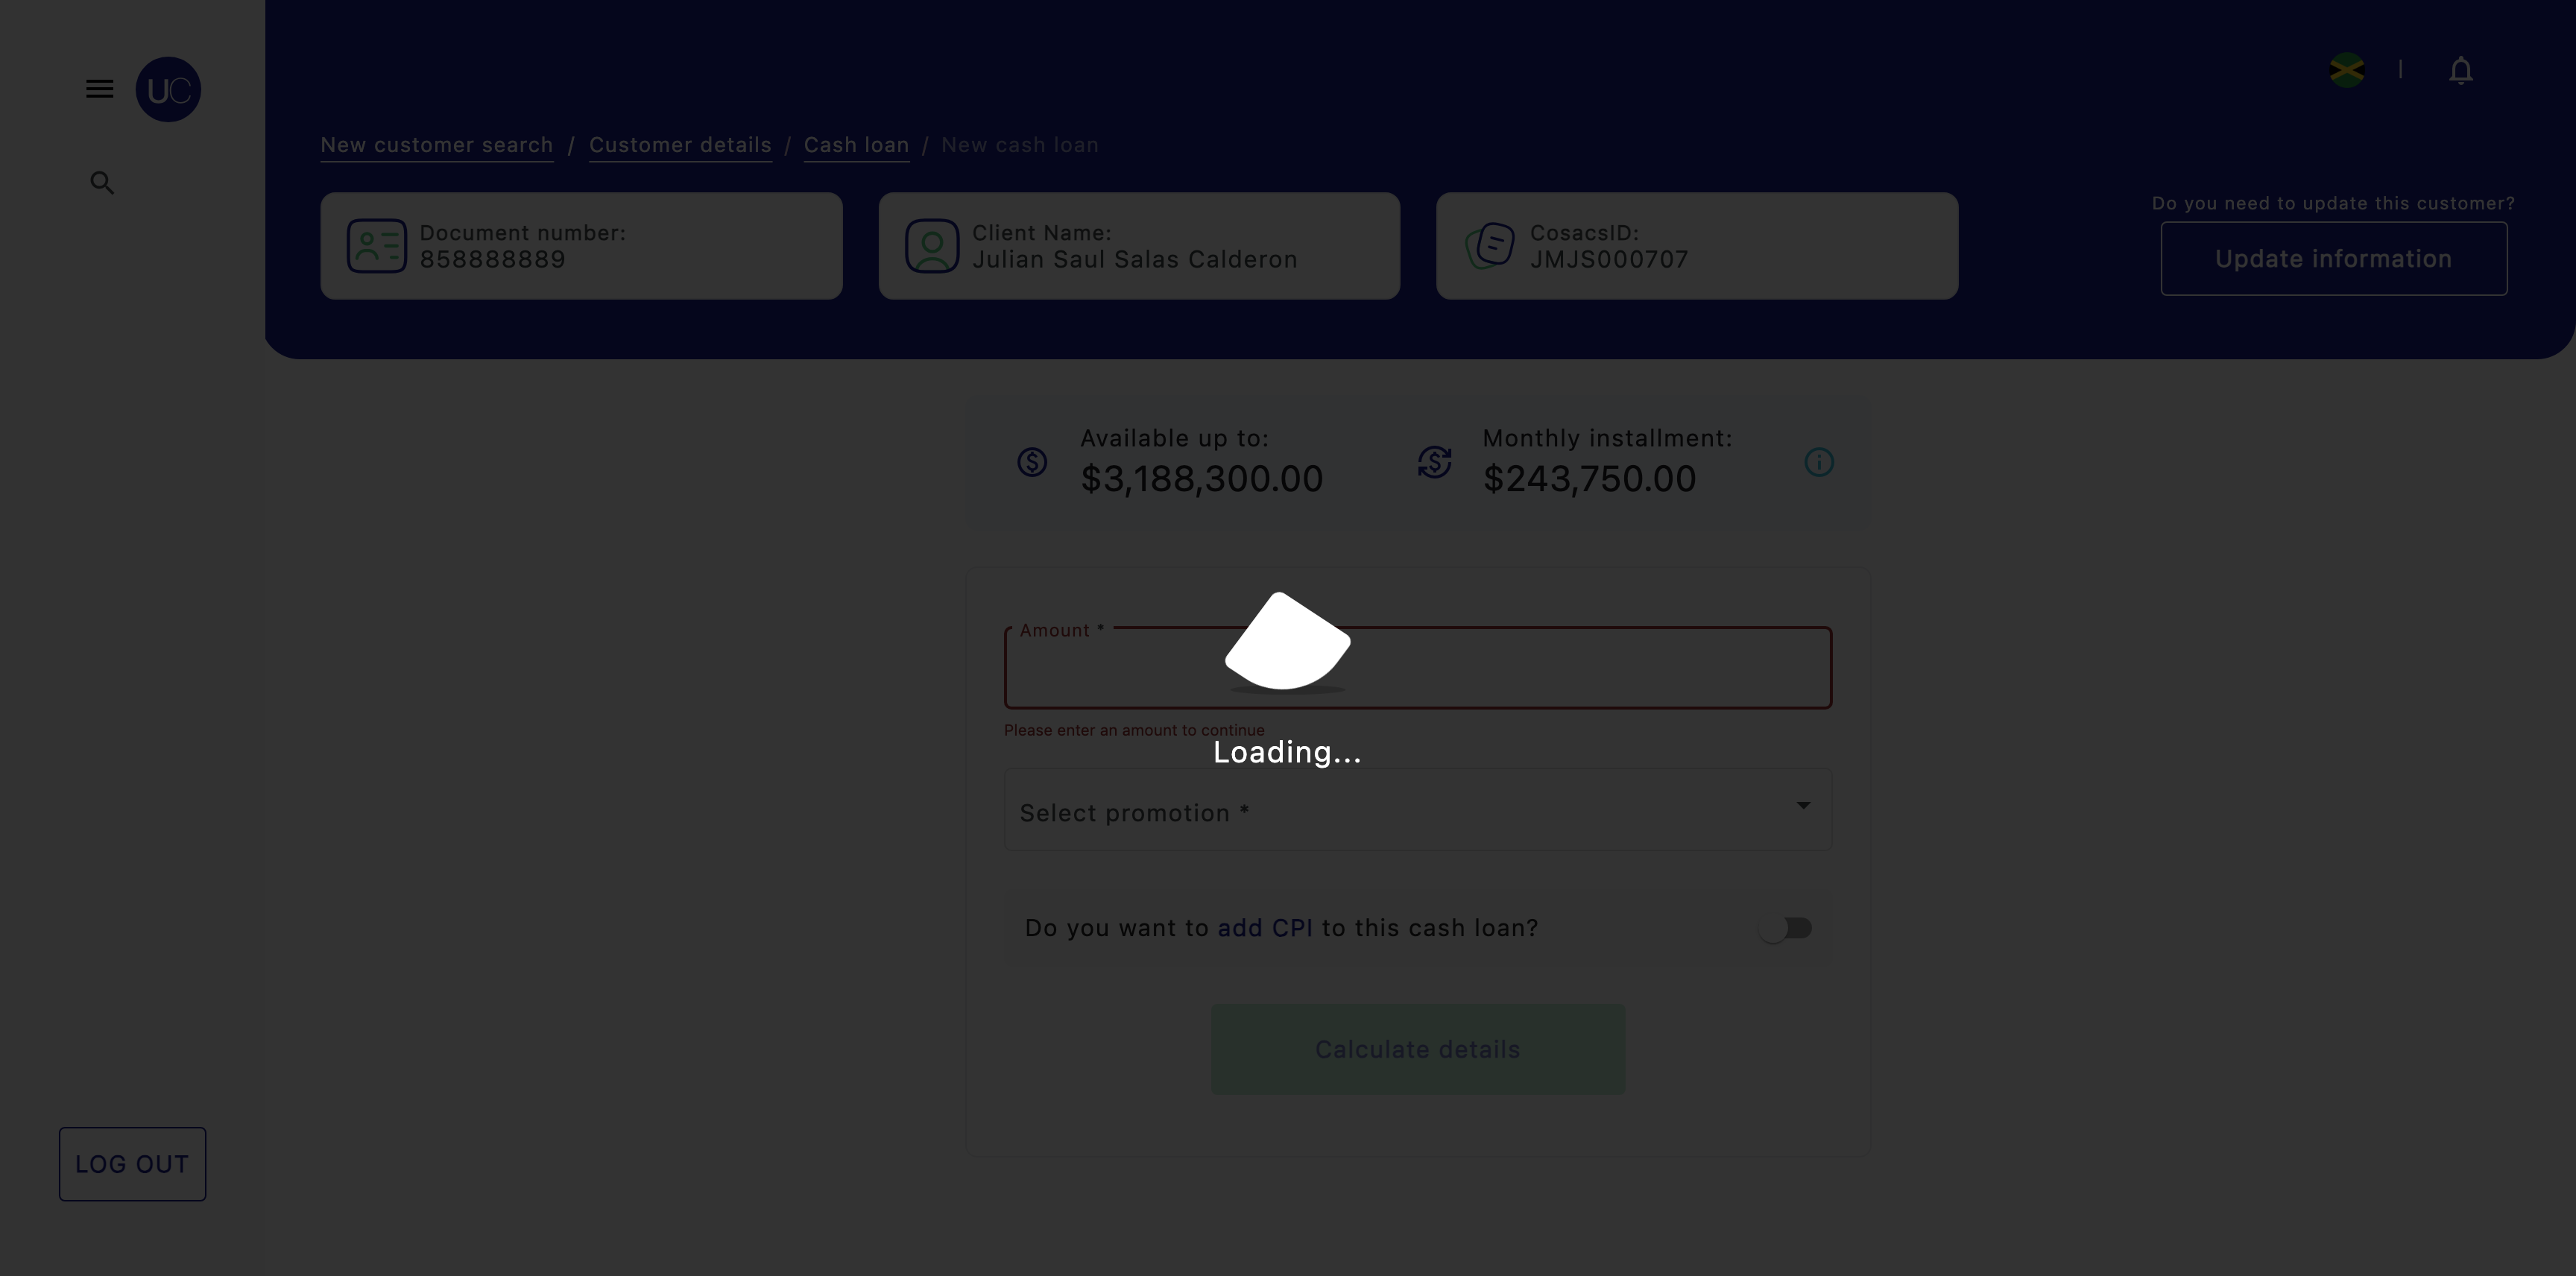 UC
New customer search / Customer details / Cash loan / New cash loan
Document number:
858888889
Client Name:
Julian Saul Salas Calderon
CosacsID:
JMJS000707
Do you need to update this customer?
Update information
Available up to:
$3,188,300.00
Monthly installment:
$243,750.00
Amount *
Please enter an amount to continue
Loading...
Select promotion *
Do you want to add CPI to this cash loan?
Calculate details
LOG OUT